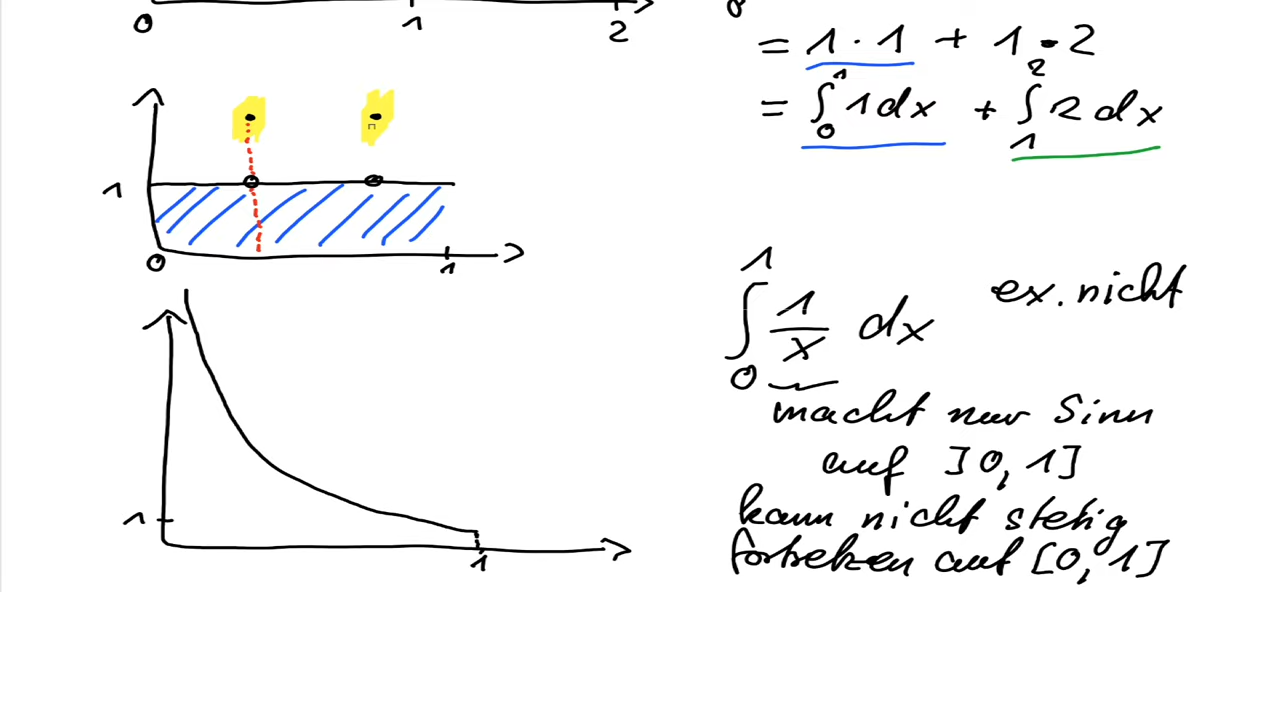 0 1 2
= 1 · 1 + 1 · 2
= ∫₀¹ 1 dx + ∫₁² 2 dx
1
0 1
∫₀¹ 1/x dx ex. nicht
macht nur Sinn
auf ]0, 1]
kann nicht stetig
fortsetzen auf [0, 1]
1
1